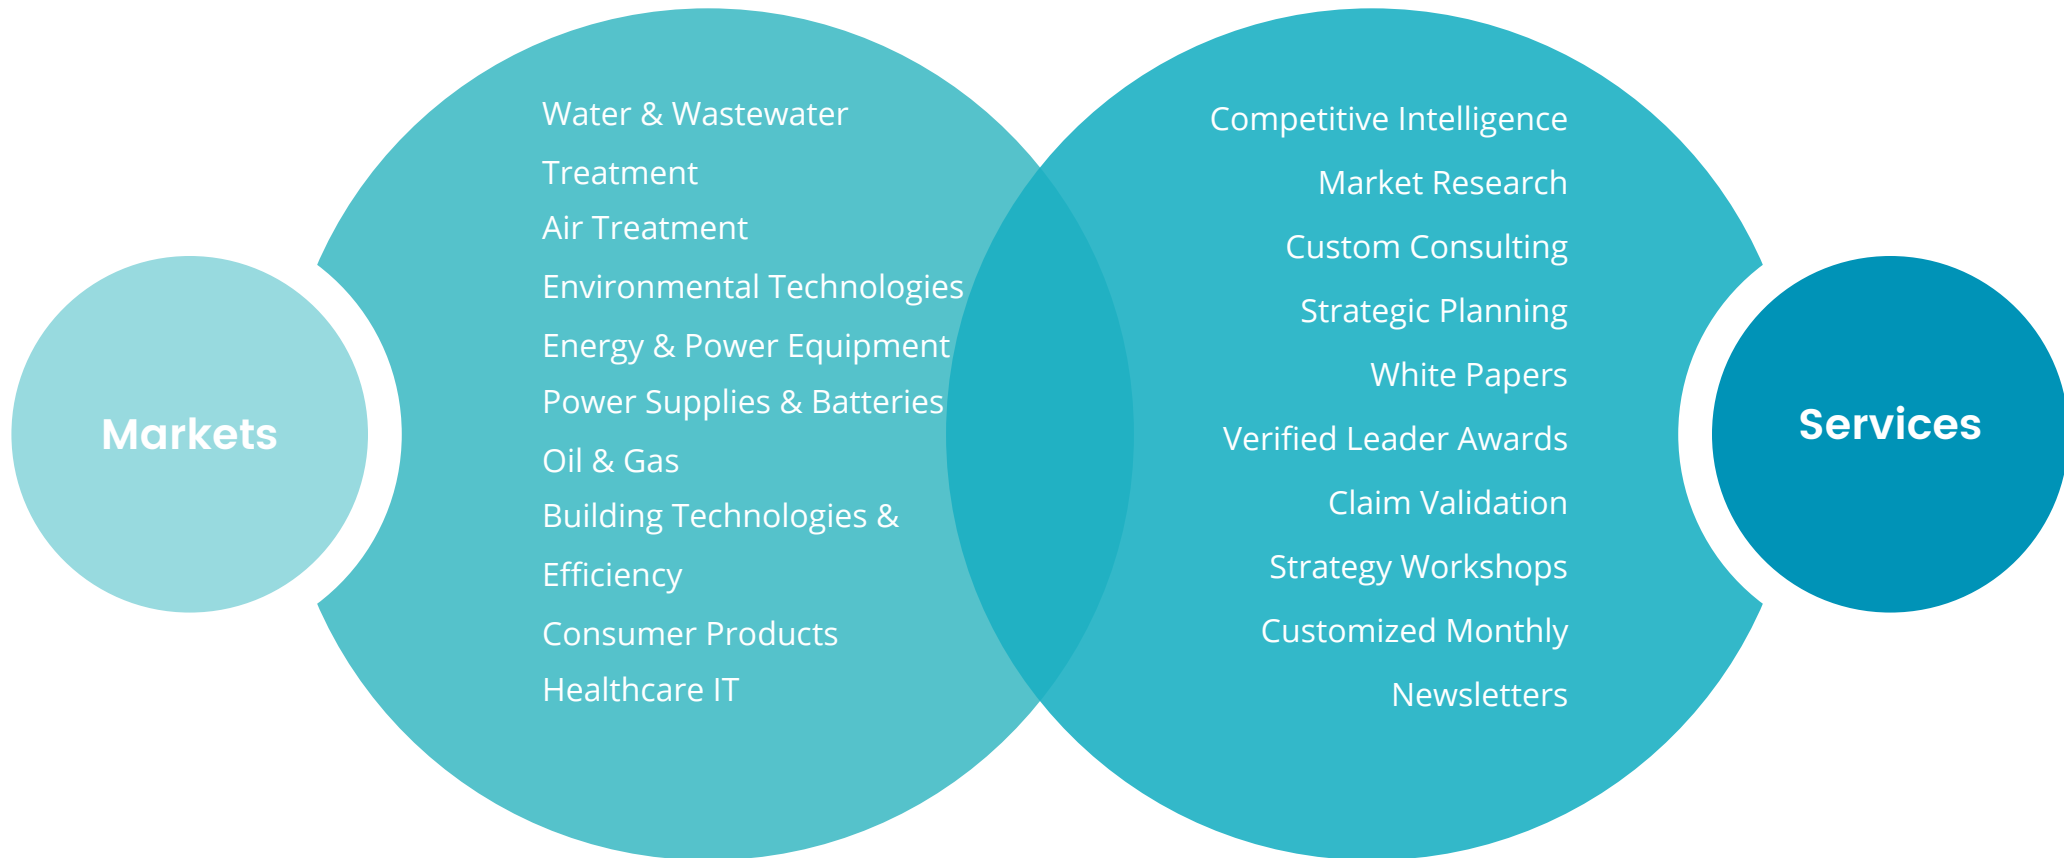 Markets
Water & Wastewater
Treatment
Air Treatment
Environmental Technologies
Energy & Power Equipment
Power Supplies & Batteries
Oil & Gas
Building Technologies &
Efficiency
Consumer Products
Healthcare IT
Competitive Intelligence
Market Research
Custom Consulting
Strategic Planning
White Papers
Verified Leader Awards
Claim Validation
Strategy Workshops
Customized Monthly
Newsletters
Services